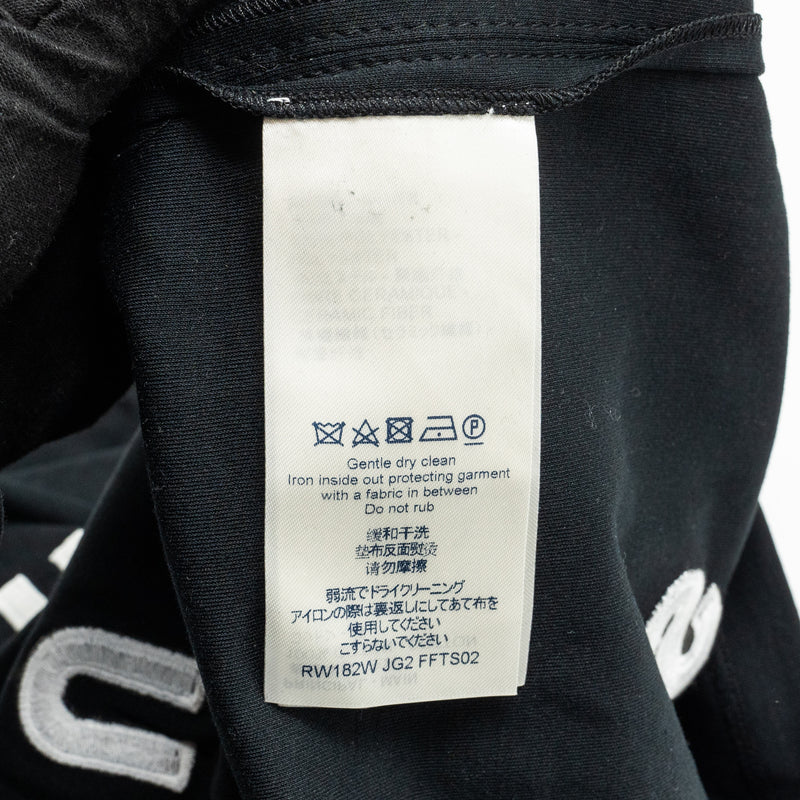 P
Gentle dry clean
Iron inside out protecting garment
with a fabric in between
Do not rub
缓和干洗
垫布反面熨烫
请勿摩擦
弱流でドライクリーニング
アイロンの際は裏返しにしてあて布を
使用してください
こすらないでください
RW182W JG2 FFTS02